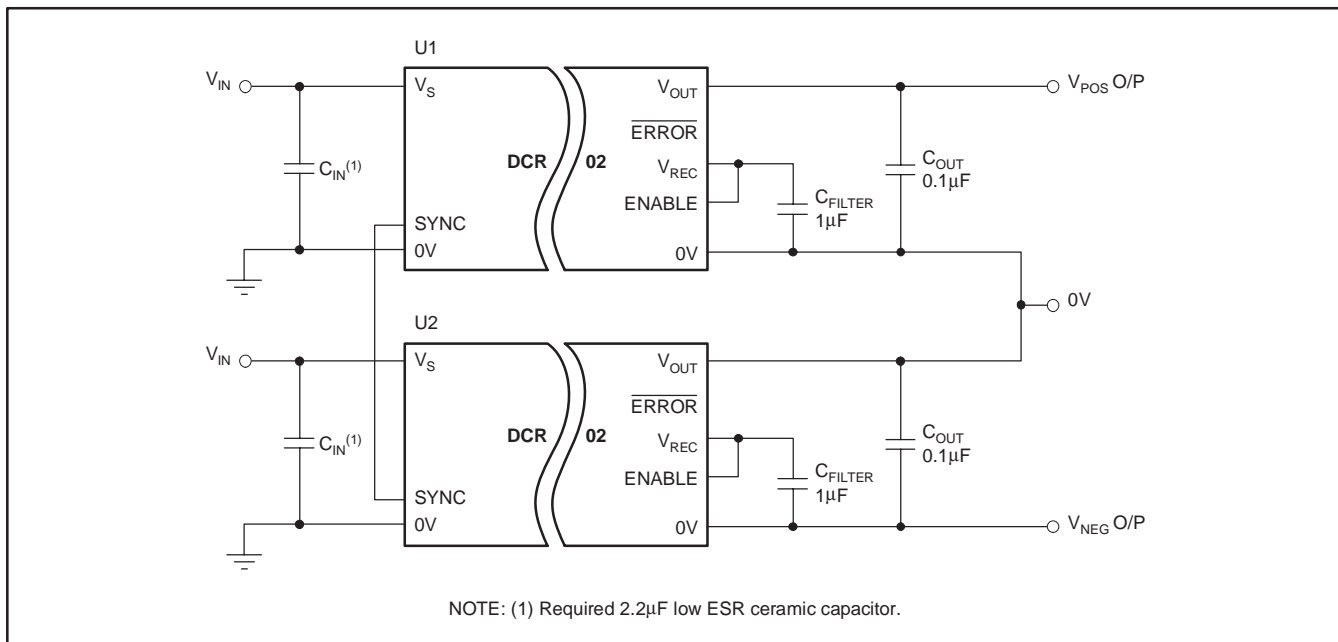 U1
V_IN
V_S
V_OUT
V_POS O/P
ERROR
C_IN(1)
DCR 02
V_REC
C_OUT
0.1μF
ENABLE
C_FILTER
1μF
SYNC
0V
0V
0V
U2
V_IN
V_S
V_OUT
ERROR
C_IN(1)
DCR 02
V_REC
C_OUT
0.1μF
ENABLE
C_FILTER
1μF
SYNC
0V
0V
V_NEG O/P
NOTE: (1) Required 2.2μF low ESR ceramic capacitor.